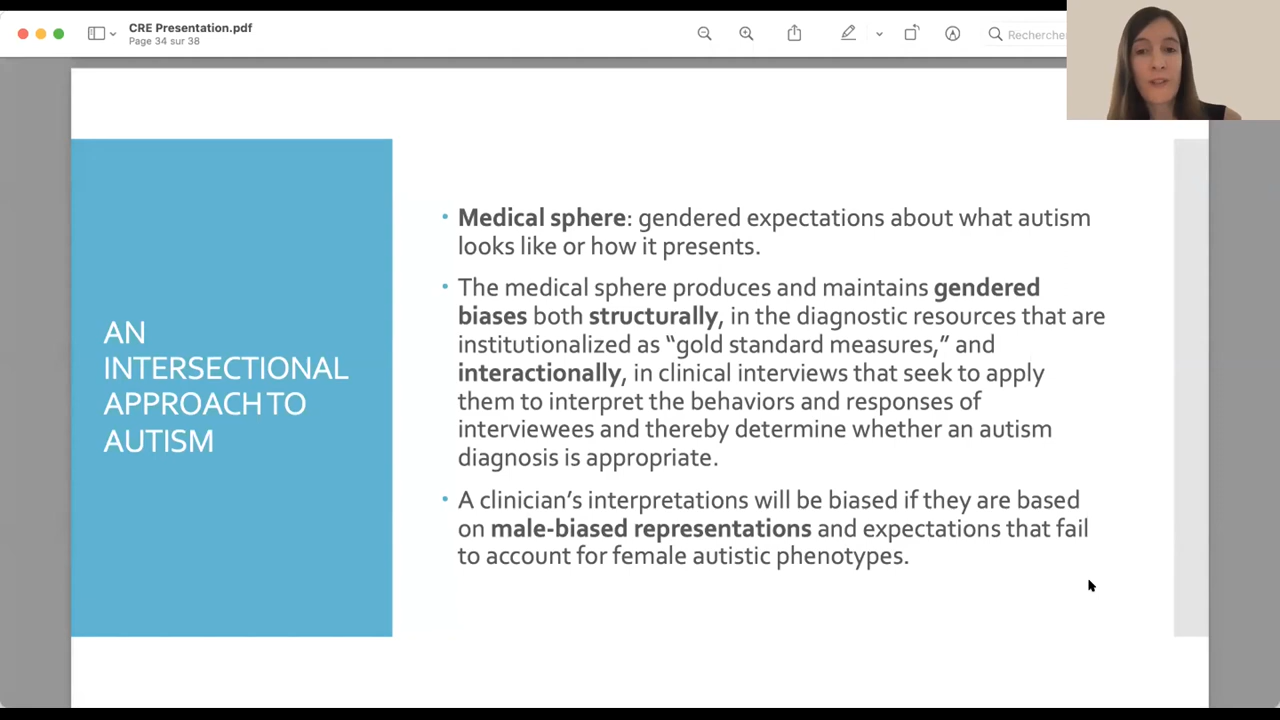 CRE Presentation.pdf
Page 34 sur 38
Rechercher
AN
INTERSECTIONAL
APPROACH TO
AUTISM
• Medical sphere: gendered expectations about what autism
looks like or how it presents.
• The medical sphere produces and maintains gendered
biases both structurally, in the diagnostic resources that are
institutionalized as “gold standard measures,” and
interactionally, in clinical interviews that seek to apply
them to interpret the behaviors and responses of
interviewees and thereby determine whether an autism
diagnosis is appropriate.
• A clinician’s interpretations will be biased if they are based
on male-biased representations and expectations that fail
to account for female autistic phenotypes.